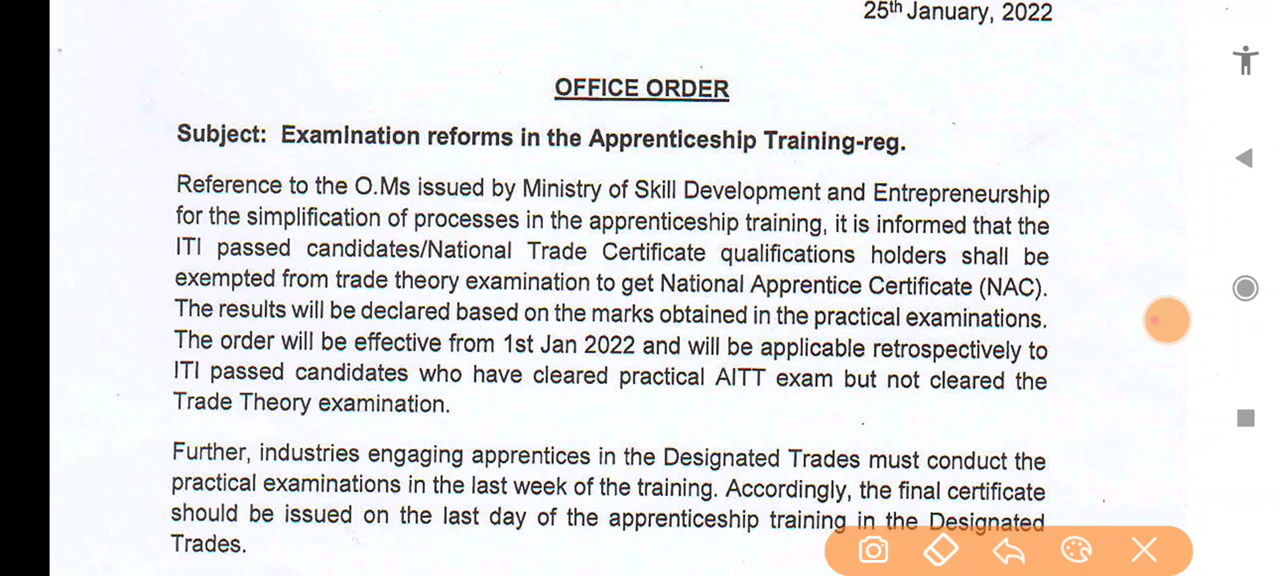 25th January, 2022
OFFICE ORDER
Subject: Examination reforms in the Apprenticeship Training-reg.
Reference to the O.Ms issued by Ministry of Skill Development and Entrepreneurship
for the simplification of processes in the apprenticeship training, it is informed that the
ITI passed candidates/National Trade Certificate qualifications holders shall be
exempted from trade theory examination to get National Apprentice Certificate (NAC).
The results will be declared based on the marks obtained in the practical examinations.
The order will be effective from 1st Jan 2022 and will be applicable retrospectively to
ITI passed candidates who have cleared practical AITT exam but not cleared the
Trade Theory examination.
Further, industries engaging apprentices in the Designated Trades must conduct the
practical examinations in the last week of the training. Accordingly, the final certificate
should be issued on the last day of the apprenticeship training in the Designated
Trades.